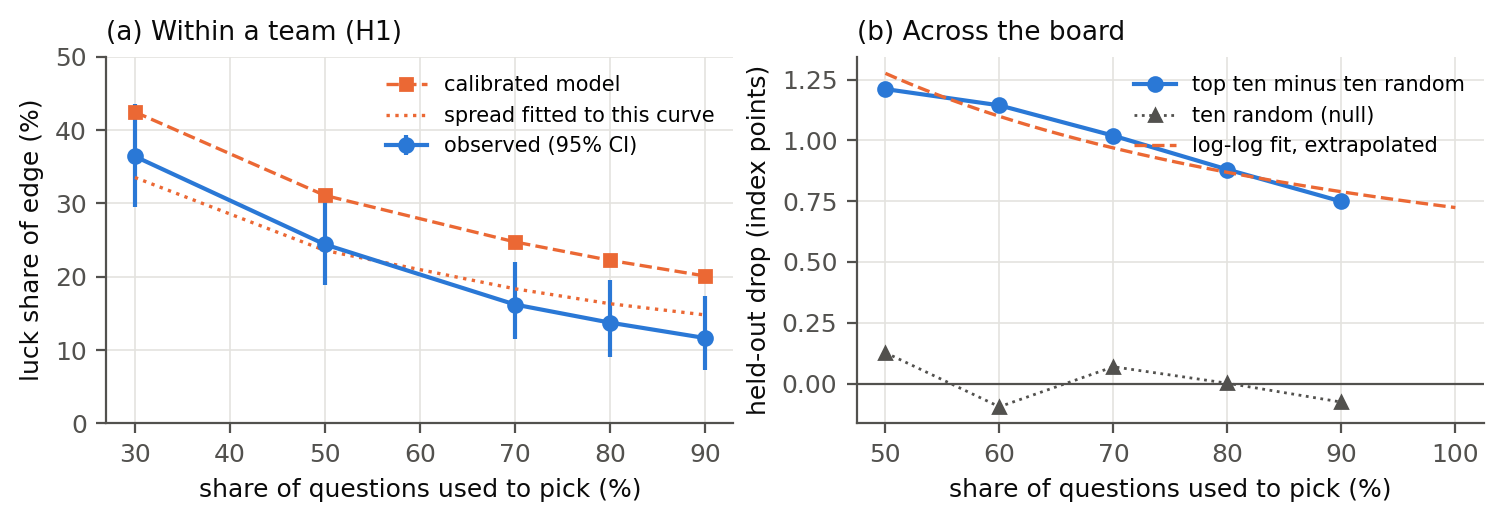 (a) Within a team (H1)
luck share of edge (%)
50
40
30
20
10
0
calibrated model
spread fitted to this curve
observed (95% CI)
30 40 50 60 70 80 90
share of questions used to pick (%)
(b) Across the board
held-out drop (index points)
1.25
1.00
0.75
0.50
0.25
0.00
top ten minus ten random
ten random (null)
log-log fit, extrapolated
50 60 70 80 90 100
share of questions used to pick (%)